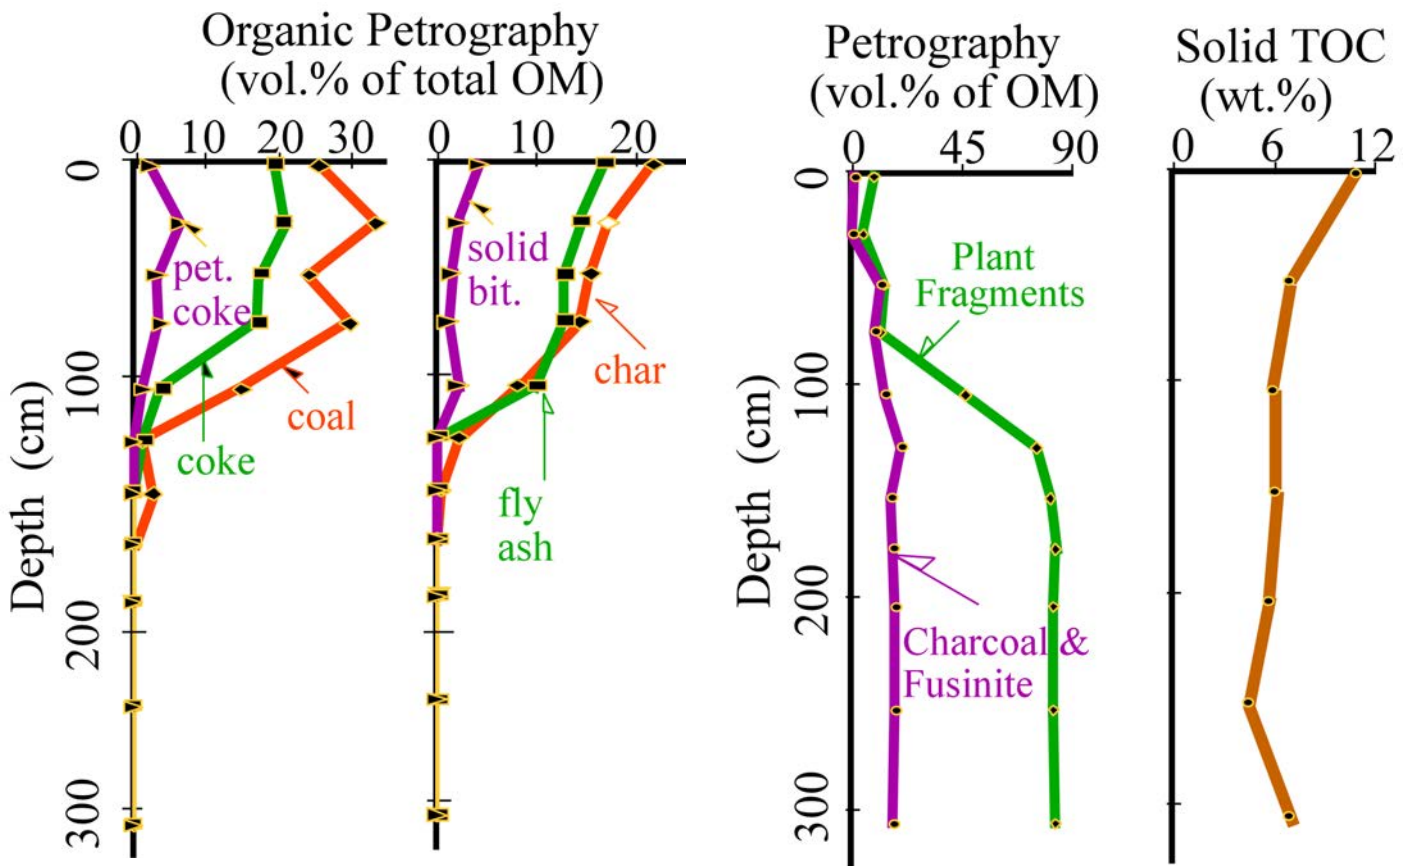 Organic Petrography
(vol.% of total OM)
0 10 20 30
0 10 20
Petrography
(vol.% of OM)
0 45 90
Solid TOC
(wt.%)
0 6 12
Depth (cm)
0
100
200
300
pet.
coke
coke
coal
solid
bit.
char
fly
ash
Depth (cm)
0
100
200
300
Plant
Fragments
Charcoal &
Fusinite